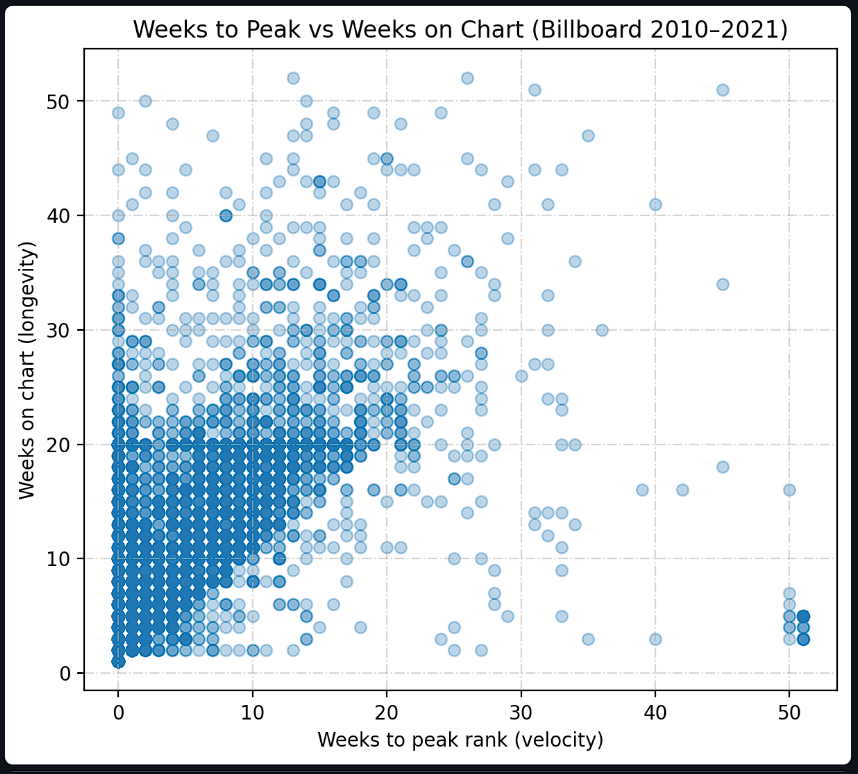 Weeks to Peak vs Weeks on Chart (Billboard 2010–2021)
Weeks on chart (longevity)
50
40
30
20
10
0
0 10 20 30 40 50
Weeks to peak rank (velocity)